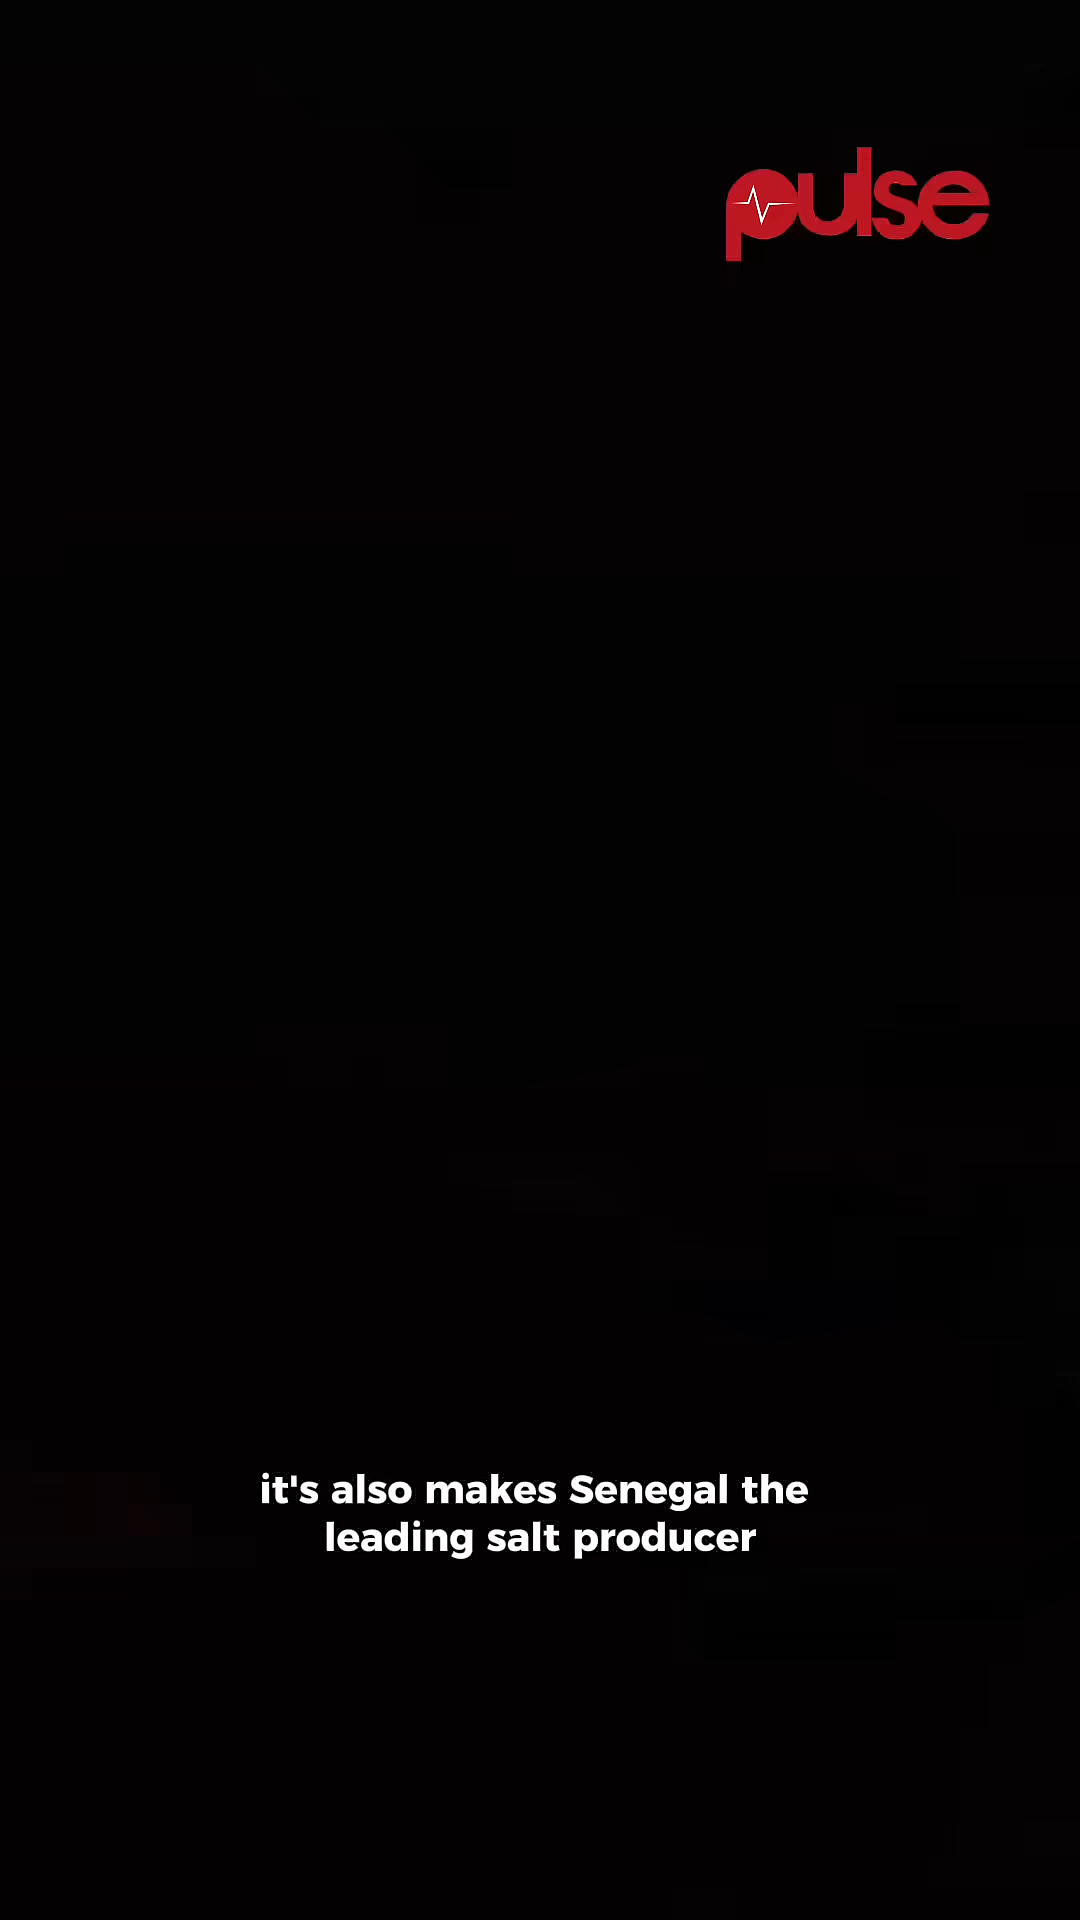 pulse
it's also makes Senegal the
leading salt producer